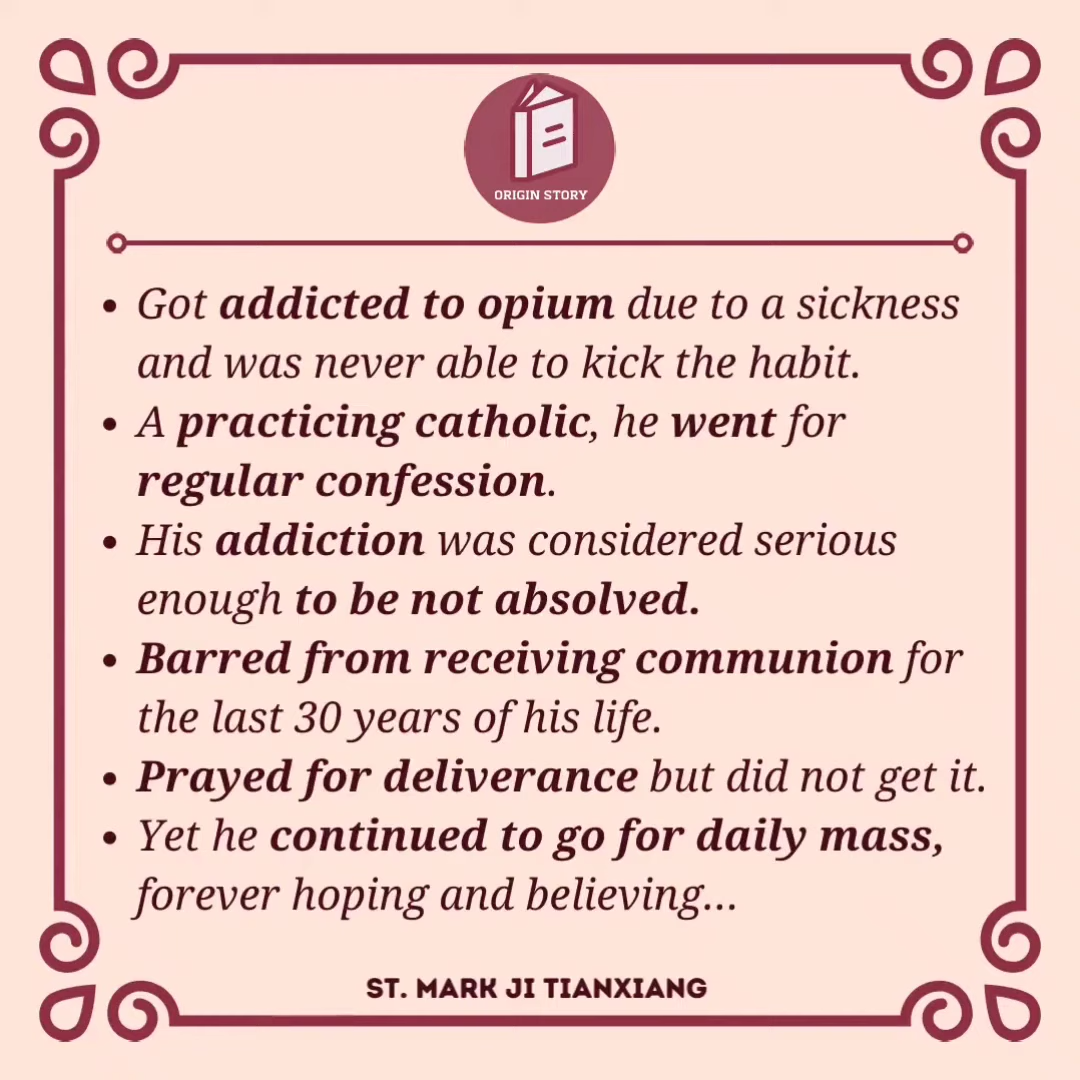 ORIGIN STORY
• Got addicted to opium due to a sickness
and was never able to kick the habit.
• A practicing catholic, he went for
regular confession.
• His addiction was considered serious
enough to be not absolved.
• Barred from receiving communion for
the last 30 years of his life.
• Prayed for deliverance but did not get it.
• Yet he continued to go for daily mass,
forever hoping and believing...
ST. MARK JI TIANXIANG